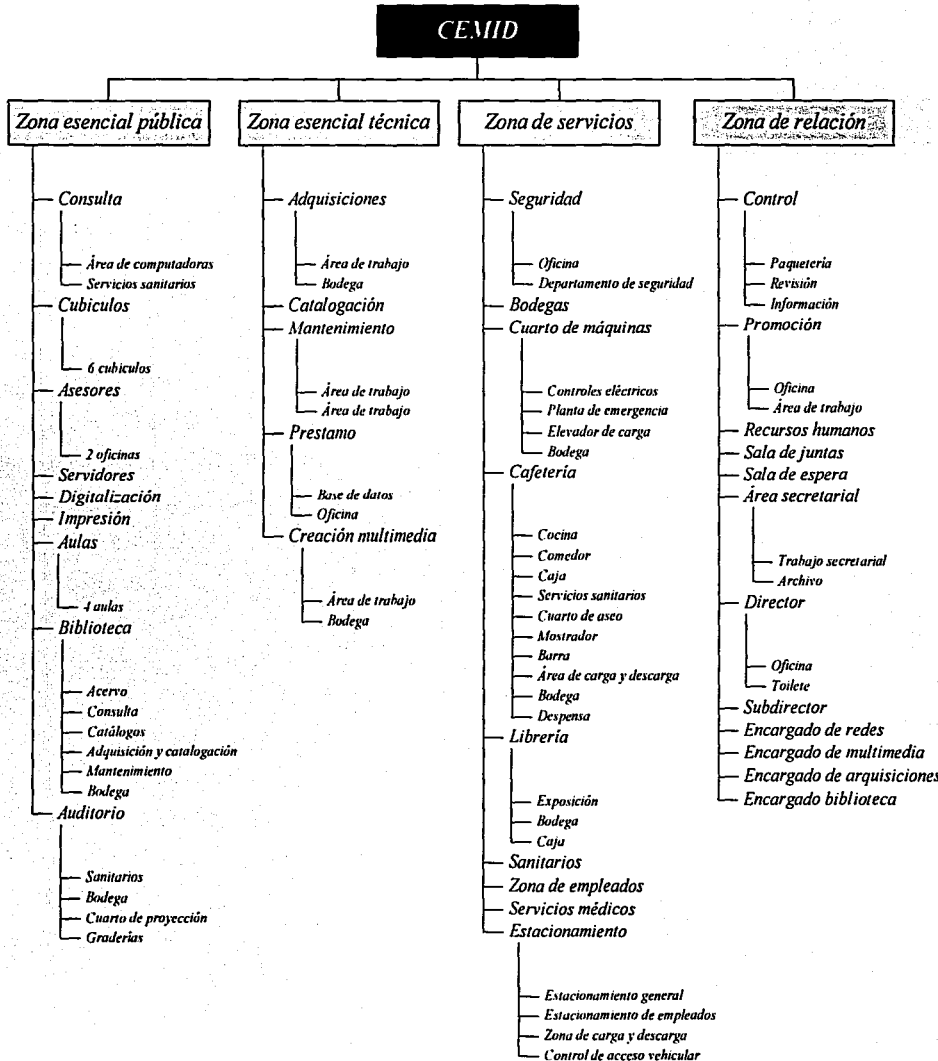 CEMID
Zona esencial pública
Consulta
Área de computadoras
Servicios sanitarios
Cubiculos
6 cubiculos
Asesores
2 oficinas
Servidores
Digitalización
Impresión
Aulas
4 aulas
Biblioteca
Acervo
Consulta
Catálogos
Adquisición y catalogación
Mantenimiento
Bodega
Auditorio
Sanitarios
Bodega
Cuarto de proyección
Graderías
Zona esencial técnica
Adquisiciones
Área de trabajo
Bodega
Catalogación
Mantenimiento
Área de trabajo
Área de trabajo
Prestamo
Base de datos
Oficina
Creación multimedia
Área de trabajo
Bodega
Zona de servicios
Seguridad
Oficina
Departamento de seguridad
Bodegas
Cuarto de máquinas
Controles eléctricos
Planta de emergencia
Elevador de carga
Bodega
Cafetería
Cocina
Comedor
Caja
Servicios sanitarios
Cuarto de aseo
Mostrador
Barra
Área de carga y descarga
Bodega
Despensa
Librería
Exposición
Bodega
Caja
Sanitarios
Zona de empleados
Servicios médicos
Estacionamiento
Estacionamiento general
Estacionamiento de empleados
Zona de carga y descarga
Control de acceso vehicular
Zona de relación
Control
Paquetería
Revisión
Información
Promoción
Oficina
Área de trabajo
Recursos humanos
Sala de juntas
Sala de espera
Área secretarial
Trabajo secretarial
Archivo
Director
Oficina
Toilete
Subdirector
Encargado de redes
Encargado de multimedia
Encargado de arquisiciones
Encargado biblioteca